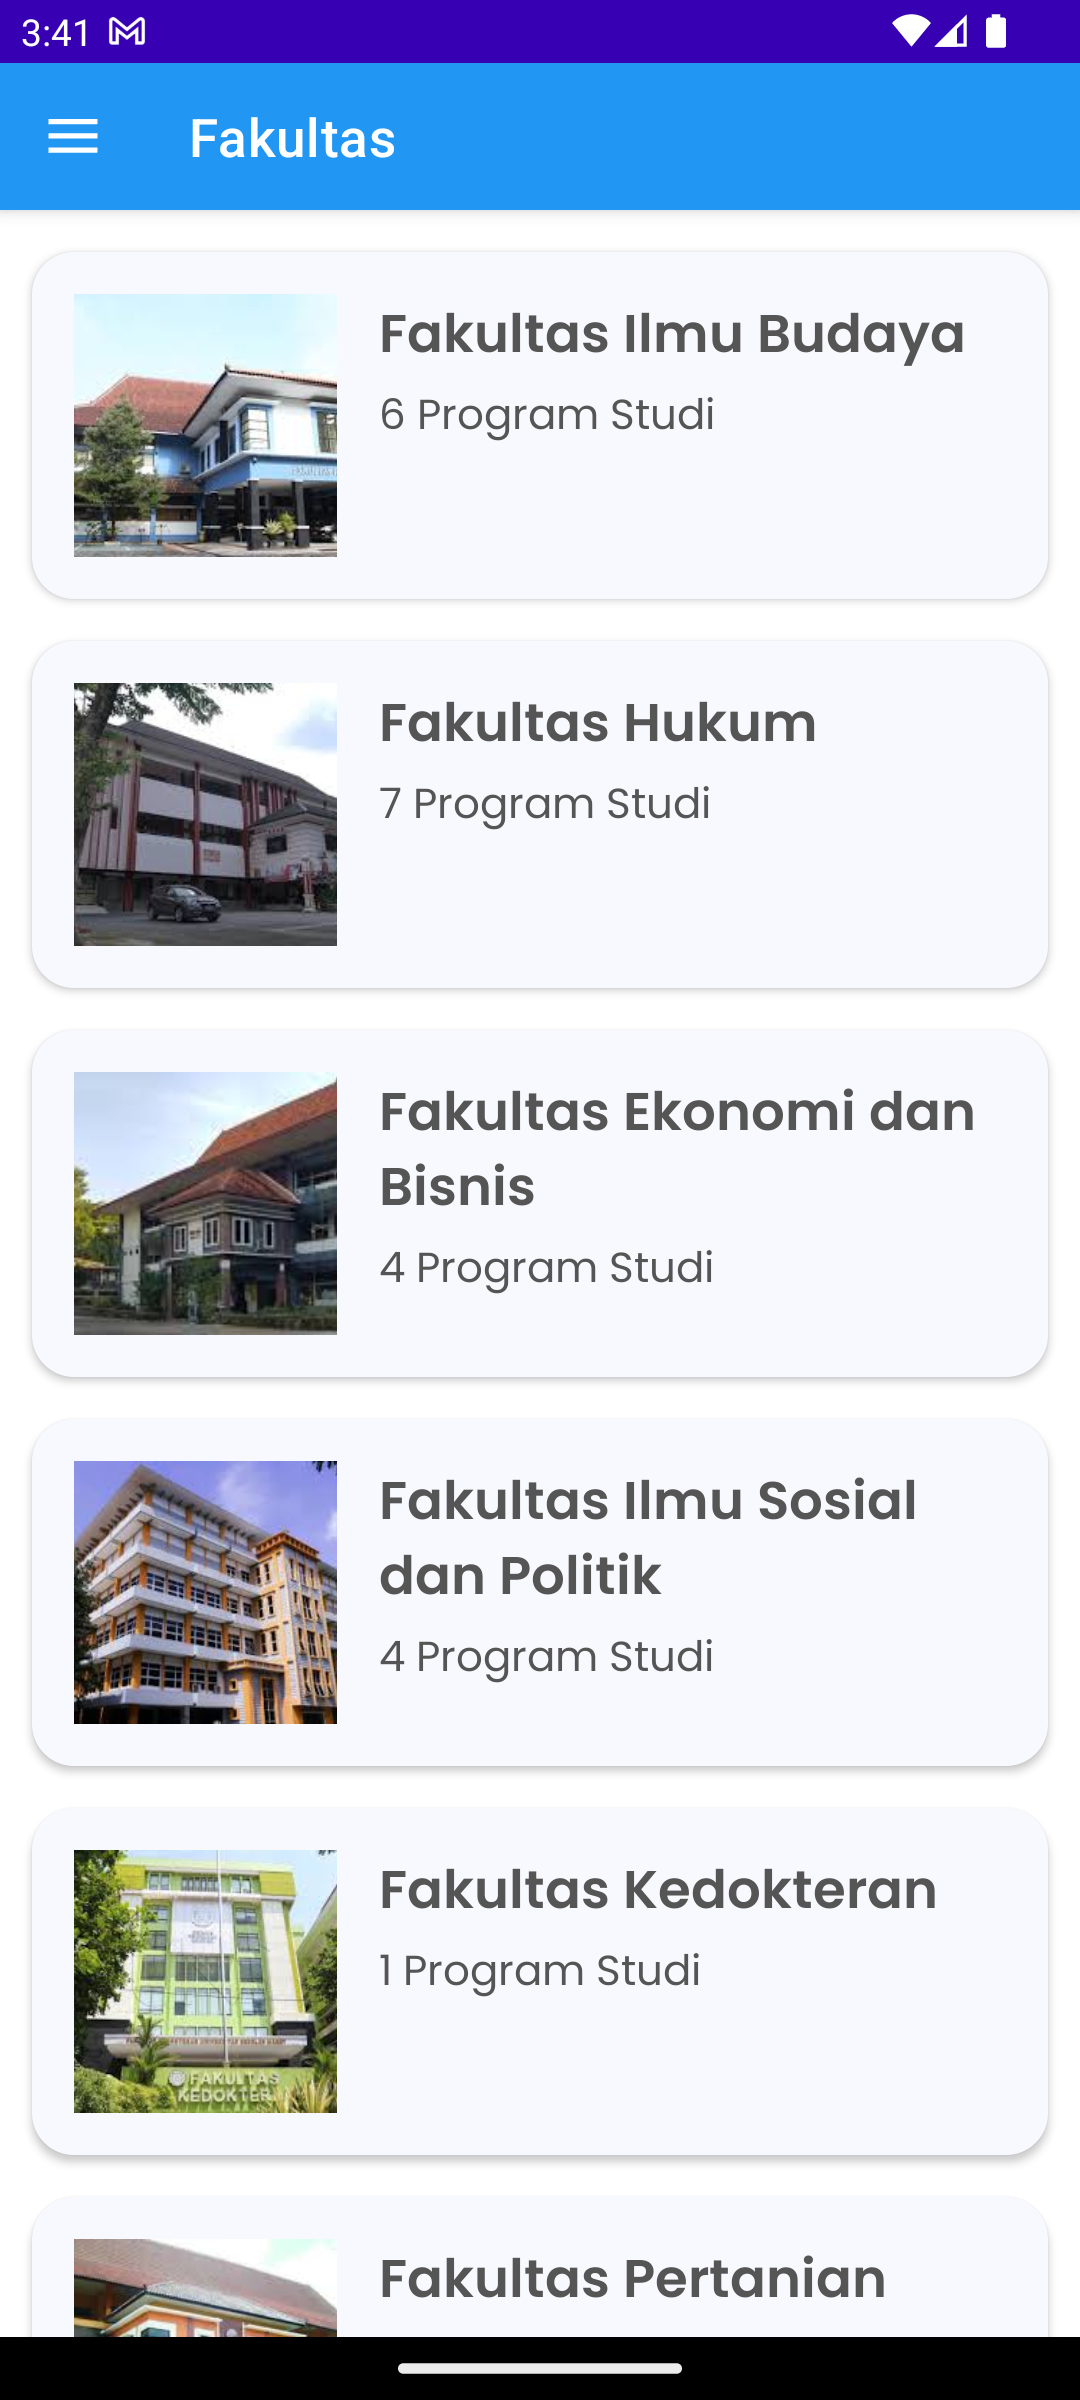 3:41
Fakultas
Fakultas Ilmu Budaya
6 Program Studi
Fakultas Hukum
7 Program Studi
Fakultas Ekonomi dan
Bisnis
4 Program Studi
Fakultas Ilmu Sosial
dan Politik
4 Program Studi
Fakultas Kedokteran
1 Program Studi
FAKULTAS
KEDOKTER
Fakultas Pertanian